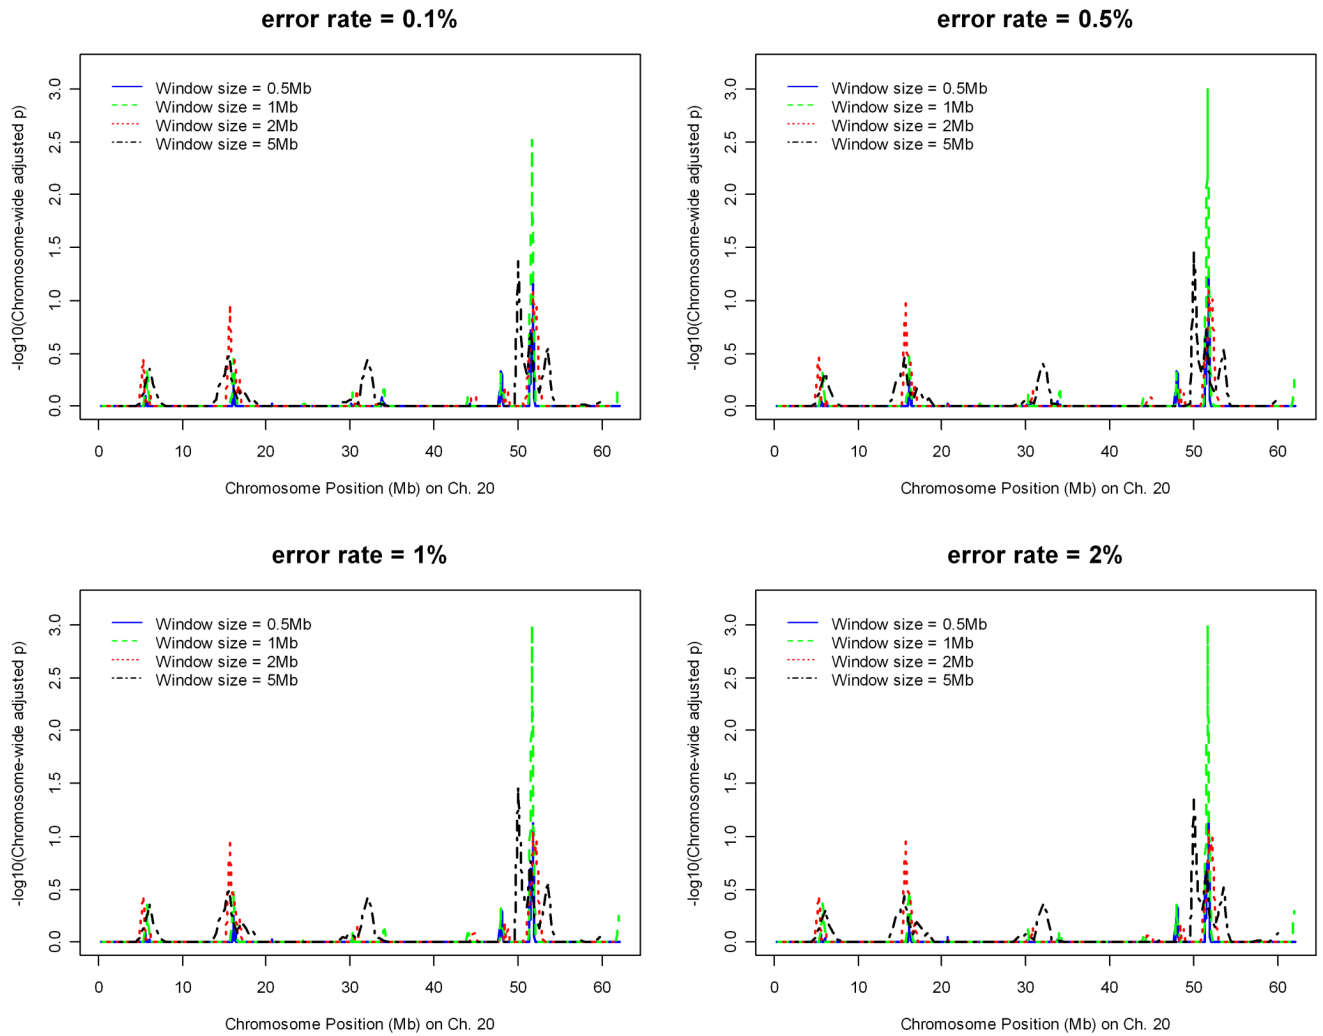 error rate = 0.1%
-log10(Chromosome-wide adjusted p)
3.0
2.5
2.0
1.5
1.0
0.5
0.0
Window size = 0.5Mb
Window size = 1Mb
Window size = 2Mb
Window size = 5Mb
0 10 20 30 40 50 60
Chromosome Position (Mb) on Ch. 20
error rate = 0.5%
-log10(Chromosome-wide adjusted p)
3.0
2.5
2.0
1.5
1.0
0.5
0.0
Window size = 0.5Mb
Window size = 1Mb
Window size = 2Mb
Window size = 5Mb
0 10 20 30 40 50 60
Chromosome Position (Mb) on Ch. 20
error rate = 1%
-log10(Chromosome-wide adjusted p)
3.0
2.5
2.0
1.5
1.0
0.5
0.0
Window size = 0.5Mb
Window size = 1Mb
Window size = 2Mb
Window size = 5Mb
0 10 20 30 40 50 60
Chromosome Position (Mb) on Ch. 20
error rate = 2%
-log10(Chromosome-wide adjusted p)
3.0
2.5
2.0
1.5
1.0
0.5
0.0
Window size = 0.5Mb
Window size = 1Mb
Window size = 2Mb
Window size = 5Mb
0 10 20 30 40 50 60
Chromosome Position (Mb) on Ch. 20